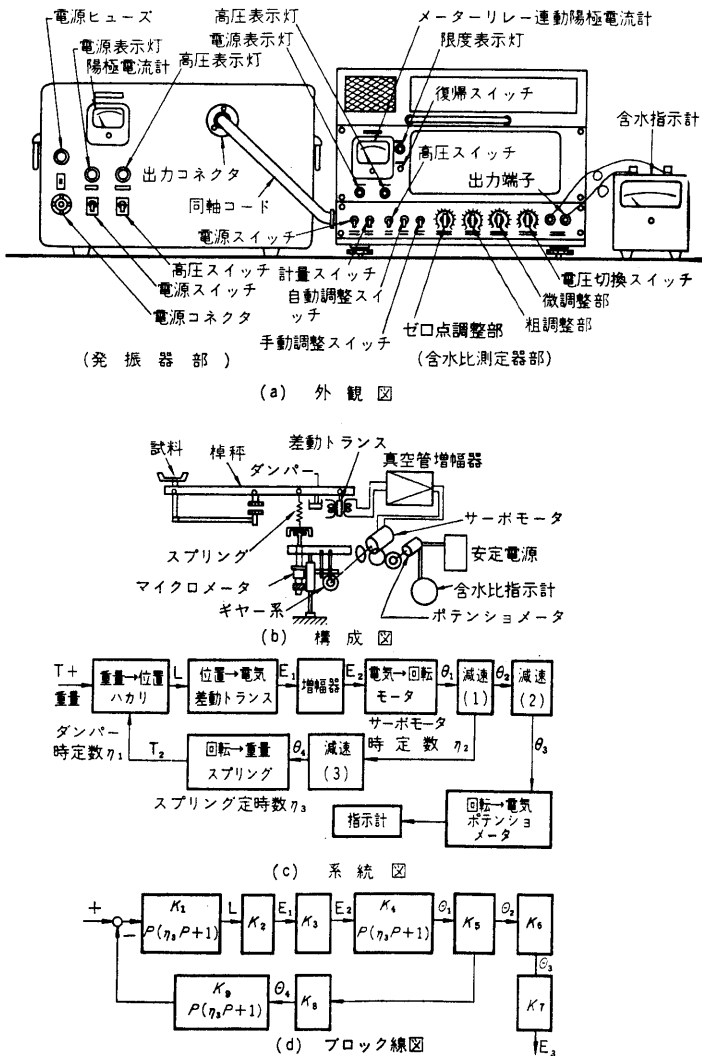 電源ヒューズ
電源表示灯
陽極電流計
高圧表示灯
高圧表示灯
電源表示灯
メーターリレー連動陽極電流計
限度表示灯
復帰スイッチ
高圧スイッチ
含水指示計
出力端子
出力コネクタ
同軸コード
電源スイッチ
高圧スイッチ
電源スイッチ
電源コネクタ
計量スイッチ
自動調整スイ
ッチ
手動調整スイッチ
ゼロ点調整部
電圧切換スイッチ
微調整部
粗調整部
(発振器部)
(含水比測定器部)
(a) 外観図
試料
棹秤
ダンパー
差動トランス
真空管増幅器
サーボモータ
安定電源
スプリング
マイクロメータ
ギヤー系
含水比指示計
ポテンショメータ
(b) 構成図
T+
重量
重量→位置
ハカリ
L
位置→電気
差動トランス
E₁
増幅器
E₂
電気→回転
モータ
θ₁
減速
(1)
θ₂
減速
(2)
ダンパー
時定数η₁
T₂
回転→重量
スプリング
θ₄
減速
(3)
サーボモータ
時定数 η₂
θ₃
スプリング定時数η₃
指示計
回転→電気
ポテンショ
メータ
(c) 系統図
+
−
K₁
P(η₃P+1)
L
K₂
E₁
K₃
E₂
K₄
P(η₃P+1)
θ₁
K₅
θ₂
K₆
θ₃
K₉
P(η₃P+1)
θ₄
K₈
K₇
E₃
(d) ブロック線図